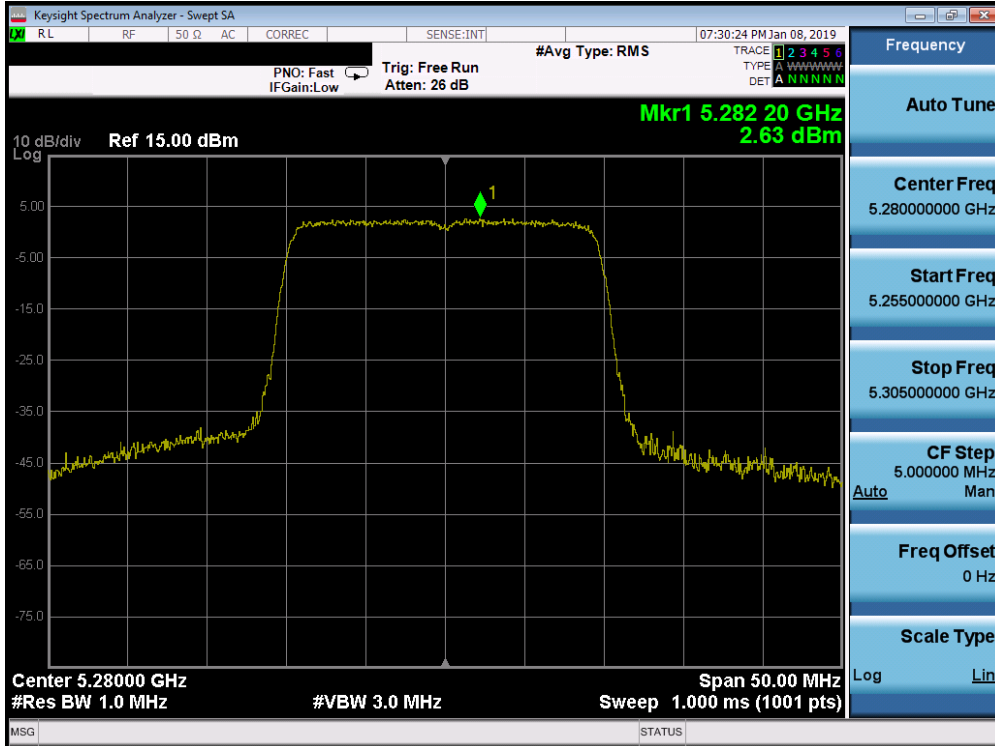 Keysight Spectrum Analyzer - Swept SA
LXI RL RF 50 Ω AC CORREC SENSE:INT 07:30:24 PM Jan 08, 2019
#Avg Type: RMS TRACE 1 2 3 4 5 6
PNO: Fast Trig: Free Run TYPE A WWWWW
IFGain:Low Atten: 26 dB DET A N N N N N
Mkr1 5.282 20 GHz
2.63 dBm
10 dB/div Ref 15.00 dBm
Log
1
5.00
-5.00
-15.0
-25.0
-35.0
-45.0
-55.0
-65.0
-75.0
Center 5.28000 GHz Span 50.00 MHz
#Res BW 1.0 MHz #VBW 3.0 MHz Sweep 1.000 ms (1001 pts)
MSG STATUS
Frequency
Auto Tune
Center Freq
5.280000000 GHz
Start Freq
5.255000000 GHz
Stop Freq
5.305000000 GHz
CF Step
5.000000 MHz
Auto Man
Freq Offset
0 Hz
Scale Type
Log Lin